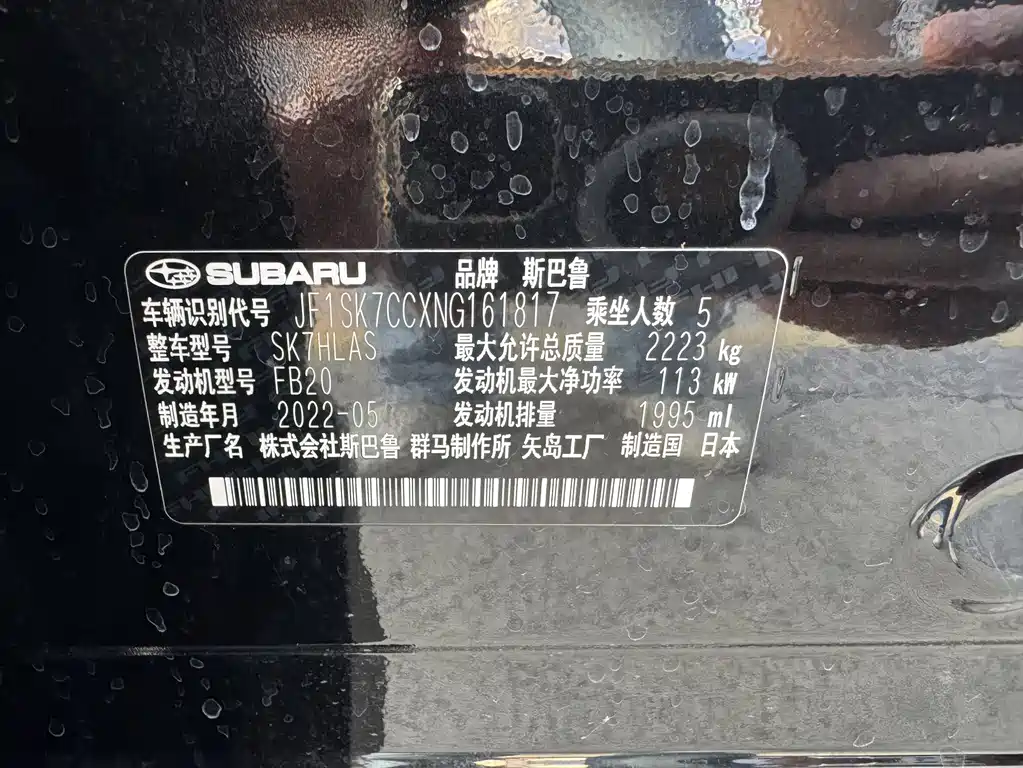 SUBARU 品牌 斯巴鲁
车辆识别代号 JF1SK7CCXNG161817 乘坐人数 5
整车型号 SK7HLAS 最大允许总质量 2223 kg
发动机型号 FB20 发动机最大净功率 113 kW
制造年月 2022-05 发动机排量 1995 ml
生产厂名 株式会社斯巴鲁 群马制作所 矢岛工厂 制造国 日本